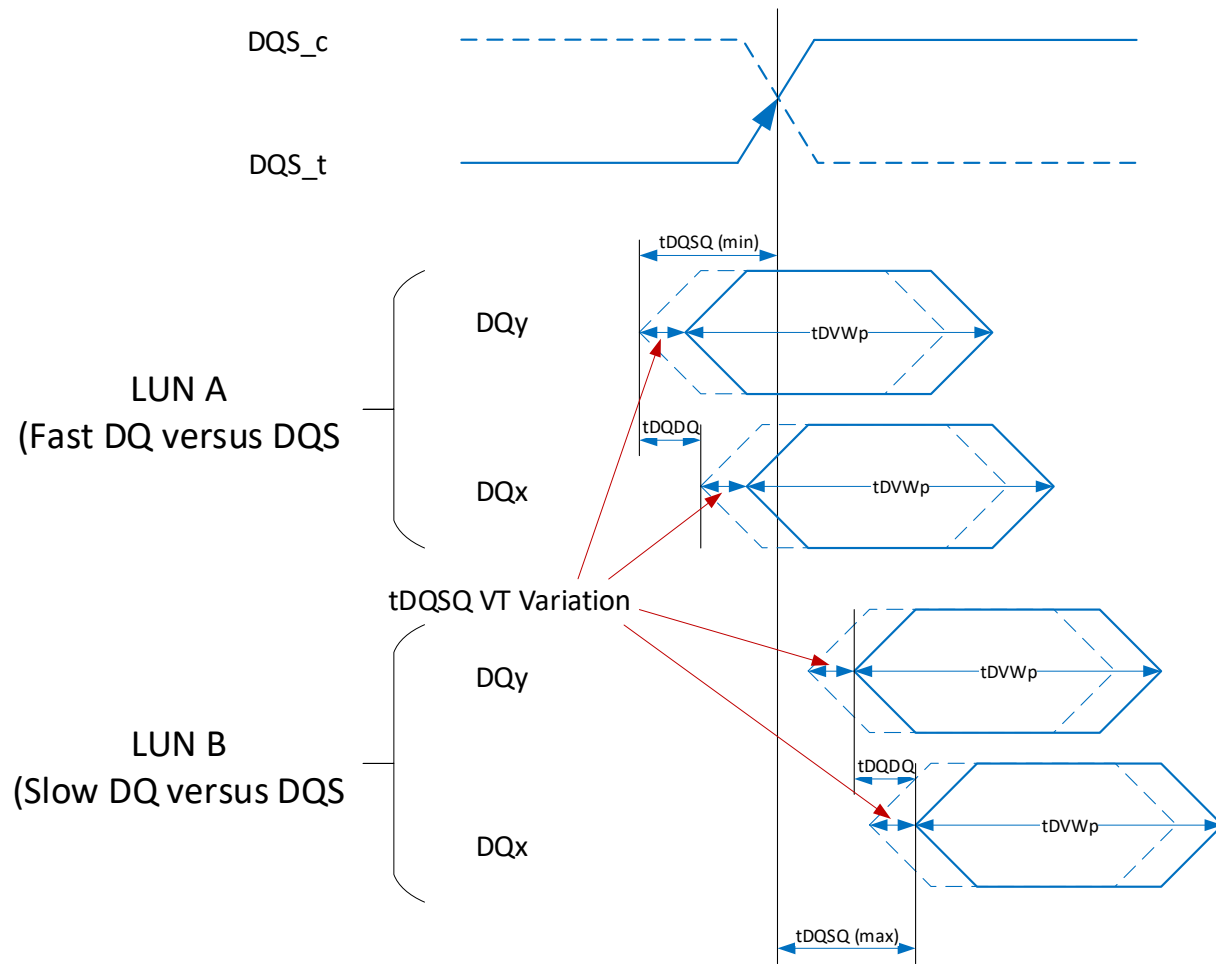 DQS_c
DQS_t
tDQSQ (min)
DQy
tDVWp
LUN A
(Fast DQ versus DQS
tDQDQ
DQx
tDVWp
tDQSQ VT Variation
DQy
tDVWp
LUN B
(Slow DQ versus DQS
tDQDQ
DQx
tDVWp
tDQSQ (max)